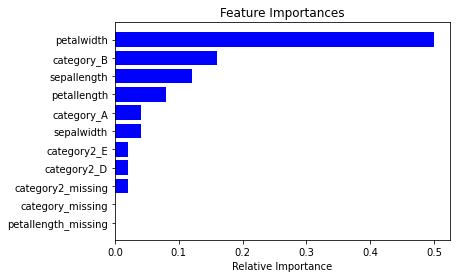 Feature Importances
petalwidth
category_B
sepallength
petallength
category_A
sepalwidth
category2_E
category2_D
category2_missing
category_missing
petallength_missing
0.0 0.1 0.2 0.3 0.4 0.5
Relative Importance